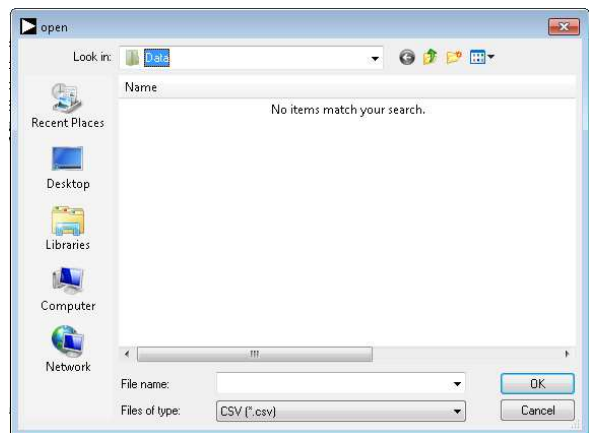 open
Look in:
Data
Name
No items match your search.
Recent Places
Desktop
Libraries
Computer
Network
File name:
OK
Files of type:
CSV (*.csv)
Cancel